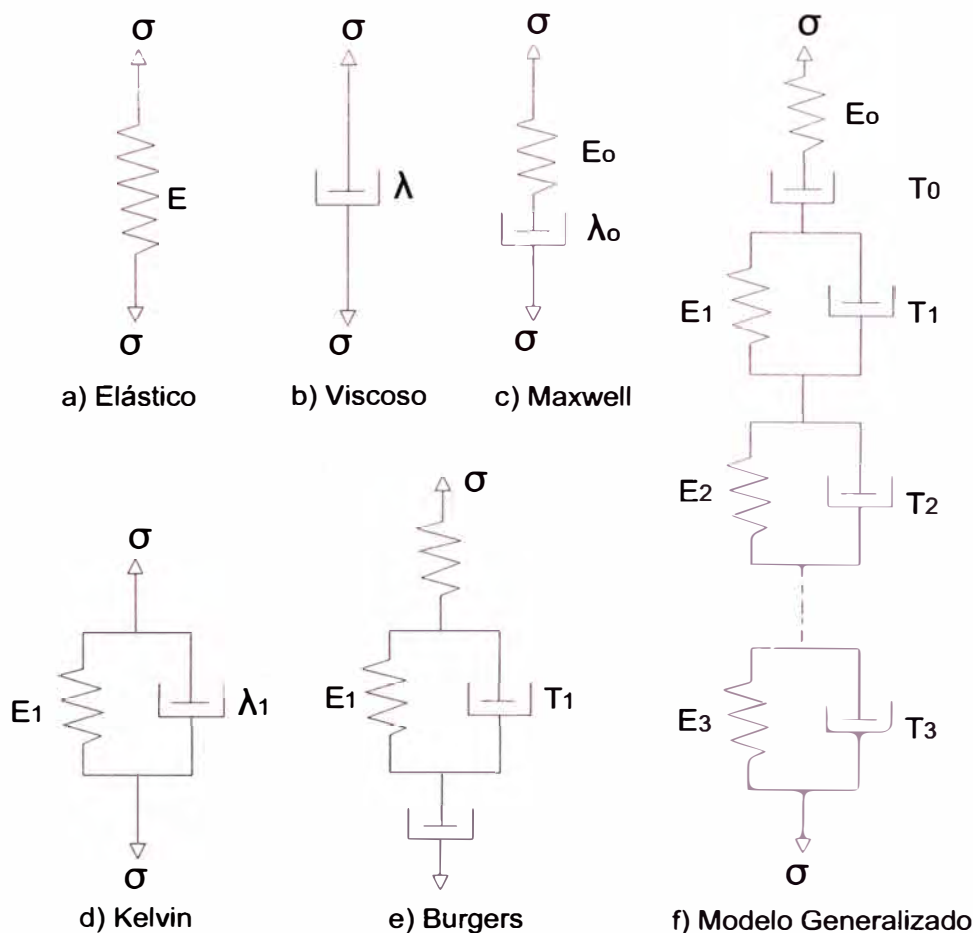 σ
E
σ
a) Elástico
σ
λ
σ
b) Viscoso
σ
Eo
λo
σ
c) Maxwell
σ
E1
λ1
σ
d) Kelvin
σ
E1
T1
e) Burgers
σ
Eo
T0
E1
T1
E2
T2
E3
T3
σ
f) Modelo Generalizado